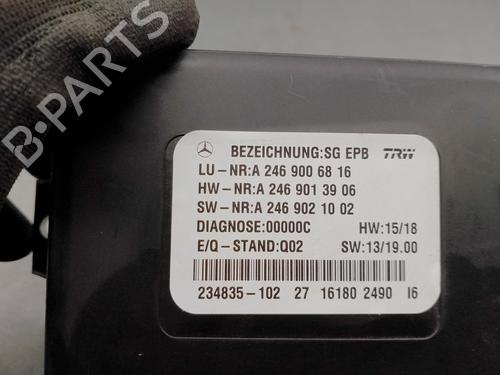 BEZEICHNUNG:SG EPB TRW
LU-NR:A 246 900 68 16
HW-NR:A 246 901 39 06
SW-NR:A 246 902 10 02
DIAGNOSE:00000C HW:15/18
E/Q-STAND:Q02 SW:13/19.00
234835-102 27 16180 2490 I6
B-PARTS